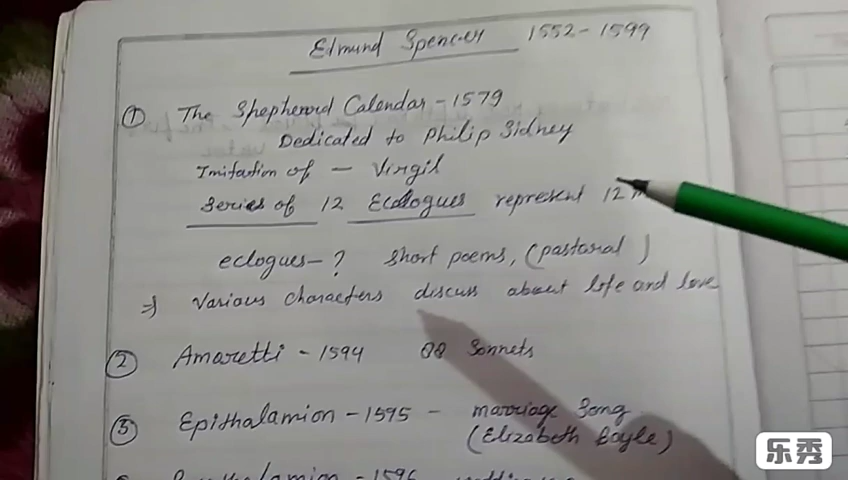 Edmund Spencer 1552-1599
① The Shepherd Calendar - 1579
Dedicated to Philip Sidney
Imitation of - Virgil
Series of 12 Eclogues represent 12
eclogues - ? Short poems, (pastoral)
⇒ Various characters discuss about life and love
② Amaretti - 1594 88 Sonnets
③ Epithalamion - 1595 - marriage Song
(Elizabeth Boyle)
- 1596
乐秀